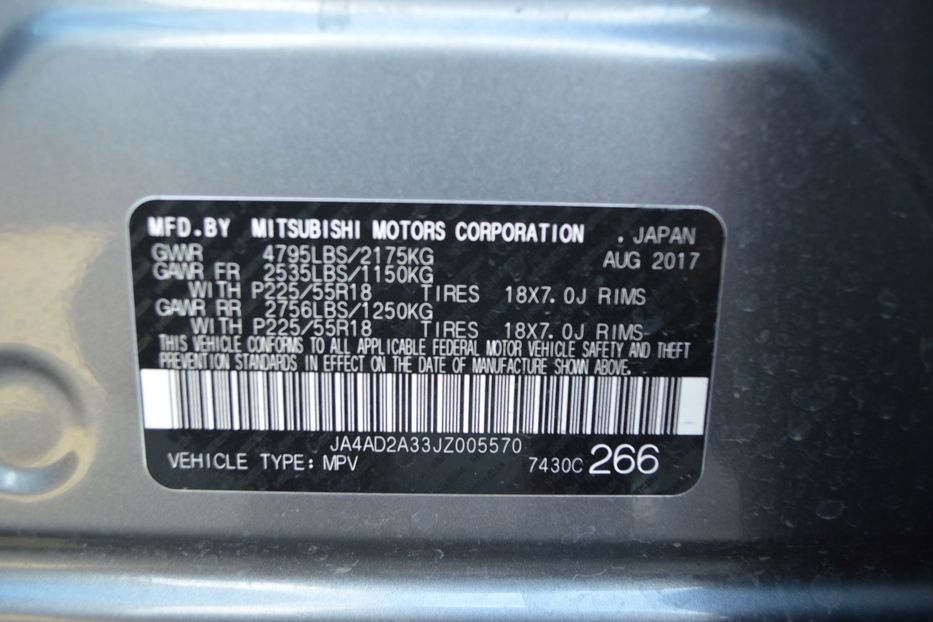 MFD.BY MITSUBISHI MOTORS CORPORATION , JAPAN
GVWR 4795LBS/2175KG AUG 2017
GAWR FR 2535LBS/1150KG
WITH P225/55R18 TIRES 18X7.0J RIMS
GAWR RR 2756LBS/1250KG
WITH P225/55R18 TIRES 18X7.0J RIMS
THIS VEHICLE CONFORMS TO ALL APPLICABLE FEDERAL MOTOR VEHICLE SAFETY AND THEFT
PREVENTION STANDARDS IN EFFECT ON THE DATE OF MANUFACTURE SHOWN ABOVE.
JA4AD2A33JZ005570
VEHICLE TYPE: MPV 7430C 266